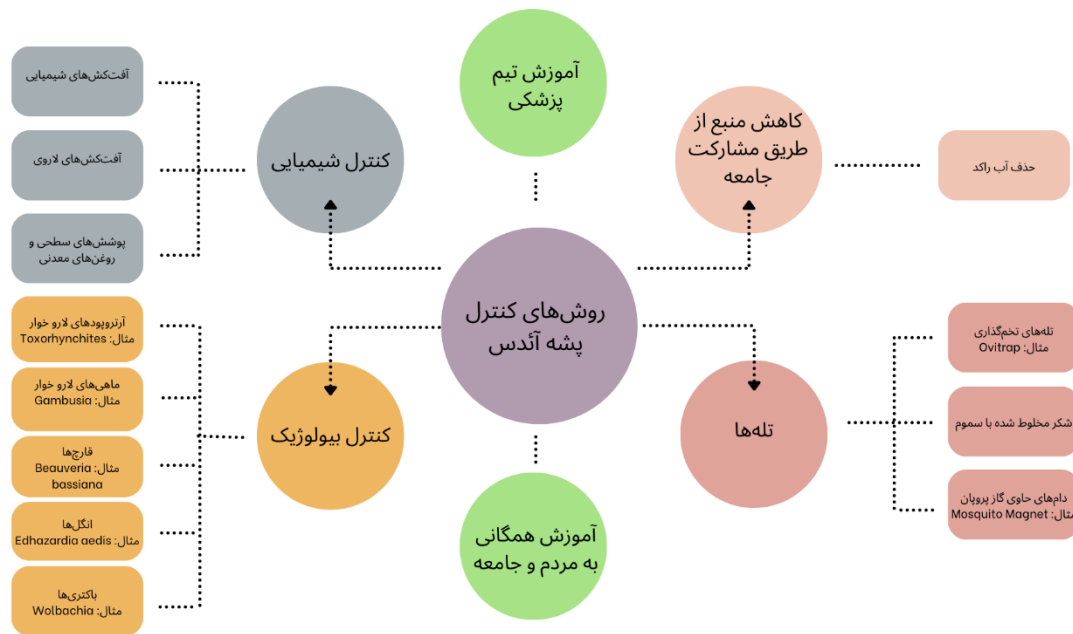 آموزش تیم
پزشکی
کاهش منبع از
طریق مشارکت
جامعه
حذف آب راکد
کنترل شیمیایی
آفت‌کش‌های شیمیایی
آفت‌کش‌های لاروی
پوشش‌های سطحی و
روغن‌های معدنی
روش‌های کنترل
پشه آئدس
تله‌ها
تله‌های تخم‌گذاری
مثال: Ovitrap
شکر مخلوط شده با سموم
دام‌های حاوی گاز پروپان
مثال: Mosquito Magnet
کنترل بیولوژیک
آرتروپودهای لارو خوار
مثال: Toxorhynchites
ماهی‌های لارو خوار
مثال: Gambusia
قارچ‌ها
مثال: Beauveria
bassiana
انگل‌ها
مثال: Edhazardia aedis
باکتری‌ها
مثال: Wolbachia
آموزش همگانی
به مردم و جامعه